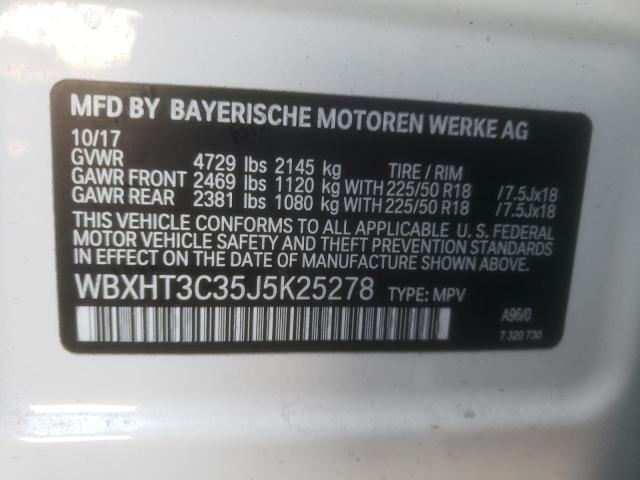 MFD BY BAYERISCHE MOTOREN WERKE AG
10/17
GVWR 4729 lbs 2145 kg TIRE / RIM
GAWR FRONT 2469 lbs 1120 kg WITH 225/50 R18 /7.5Jx18
GAWR REAR 2381 lbs 1080 kg WITH 225/50 R18 /7.5Jx18
THIS VEHICLE CONFORMS TO ALL APPLICABLE U. S. FEDERAL
MOTOR VEHICLE SAFETY AND THEFT PREVENTION STANDARDS
IN EFFECT ON THE DATE OF MANUFACTURE SHOWN ABOVE
WBXHT3C35J5K25278 TYPE: MPV
A96/0
7 320 730